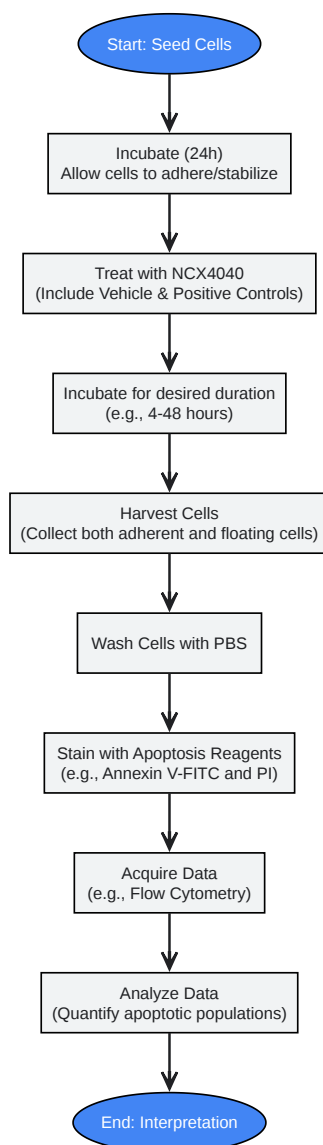 Start: Seed Cells
Incubate (24h)
Allow cells to adhere/stabilize
Treat with NCX4040
(Include Vehicle & Positive Controls)
Incubate for desired duration
(e.g., 4-48 hours)
Harvest Cells
(Collect both adherent and floating cells)
Wash Cells with PBS
Stain with Apoptosis Reagents
(e.g., Annexin V-FITC and PI)
Acquire Data
(e.g., Flow Cytometry)
Analyze Data
(Quantify apoptotic populations)
End: Interpretation